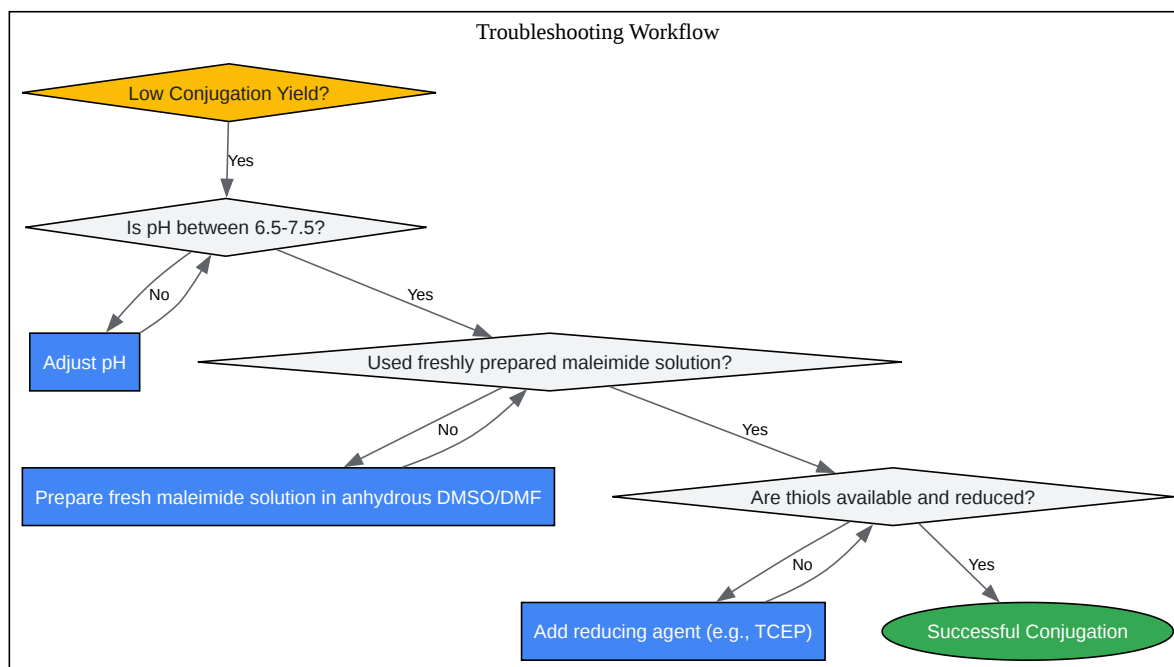 Troubleshooting Workflow
Low Conjugation Yield?
Yes
Is pH between 6.5-7.5?
No
Yes
Adjust pH
Used freshly prepared maleimide solution?
No
Yes
Prepare fresh maleimide solution in anhydrous DMSO/DMF
Are thiols available and reduced?
No
Yes
Add reducing agent (e.g., TCEP)
Successful Conjugation